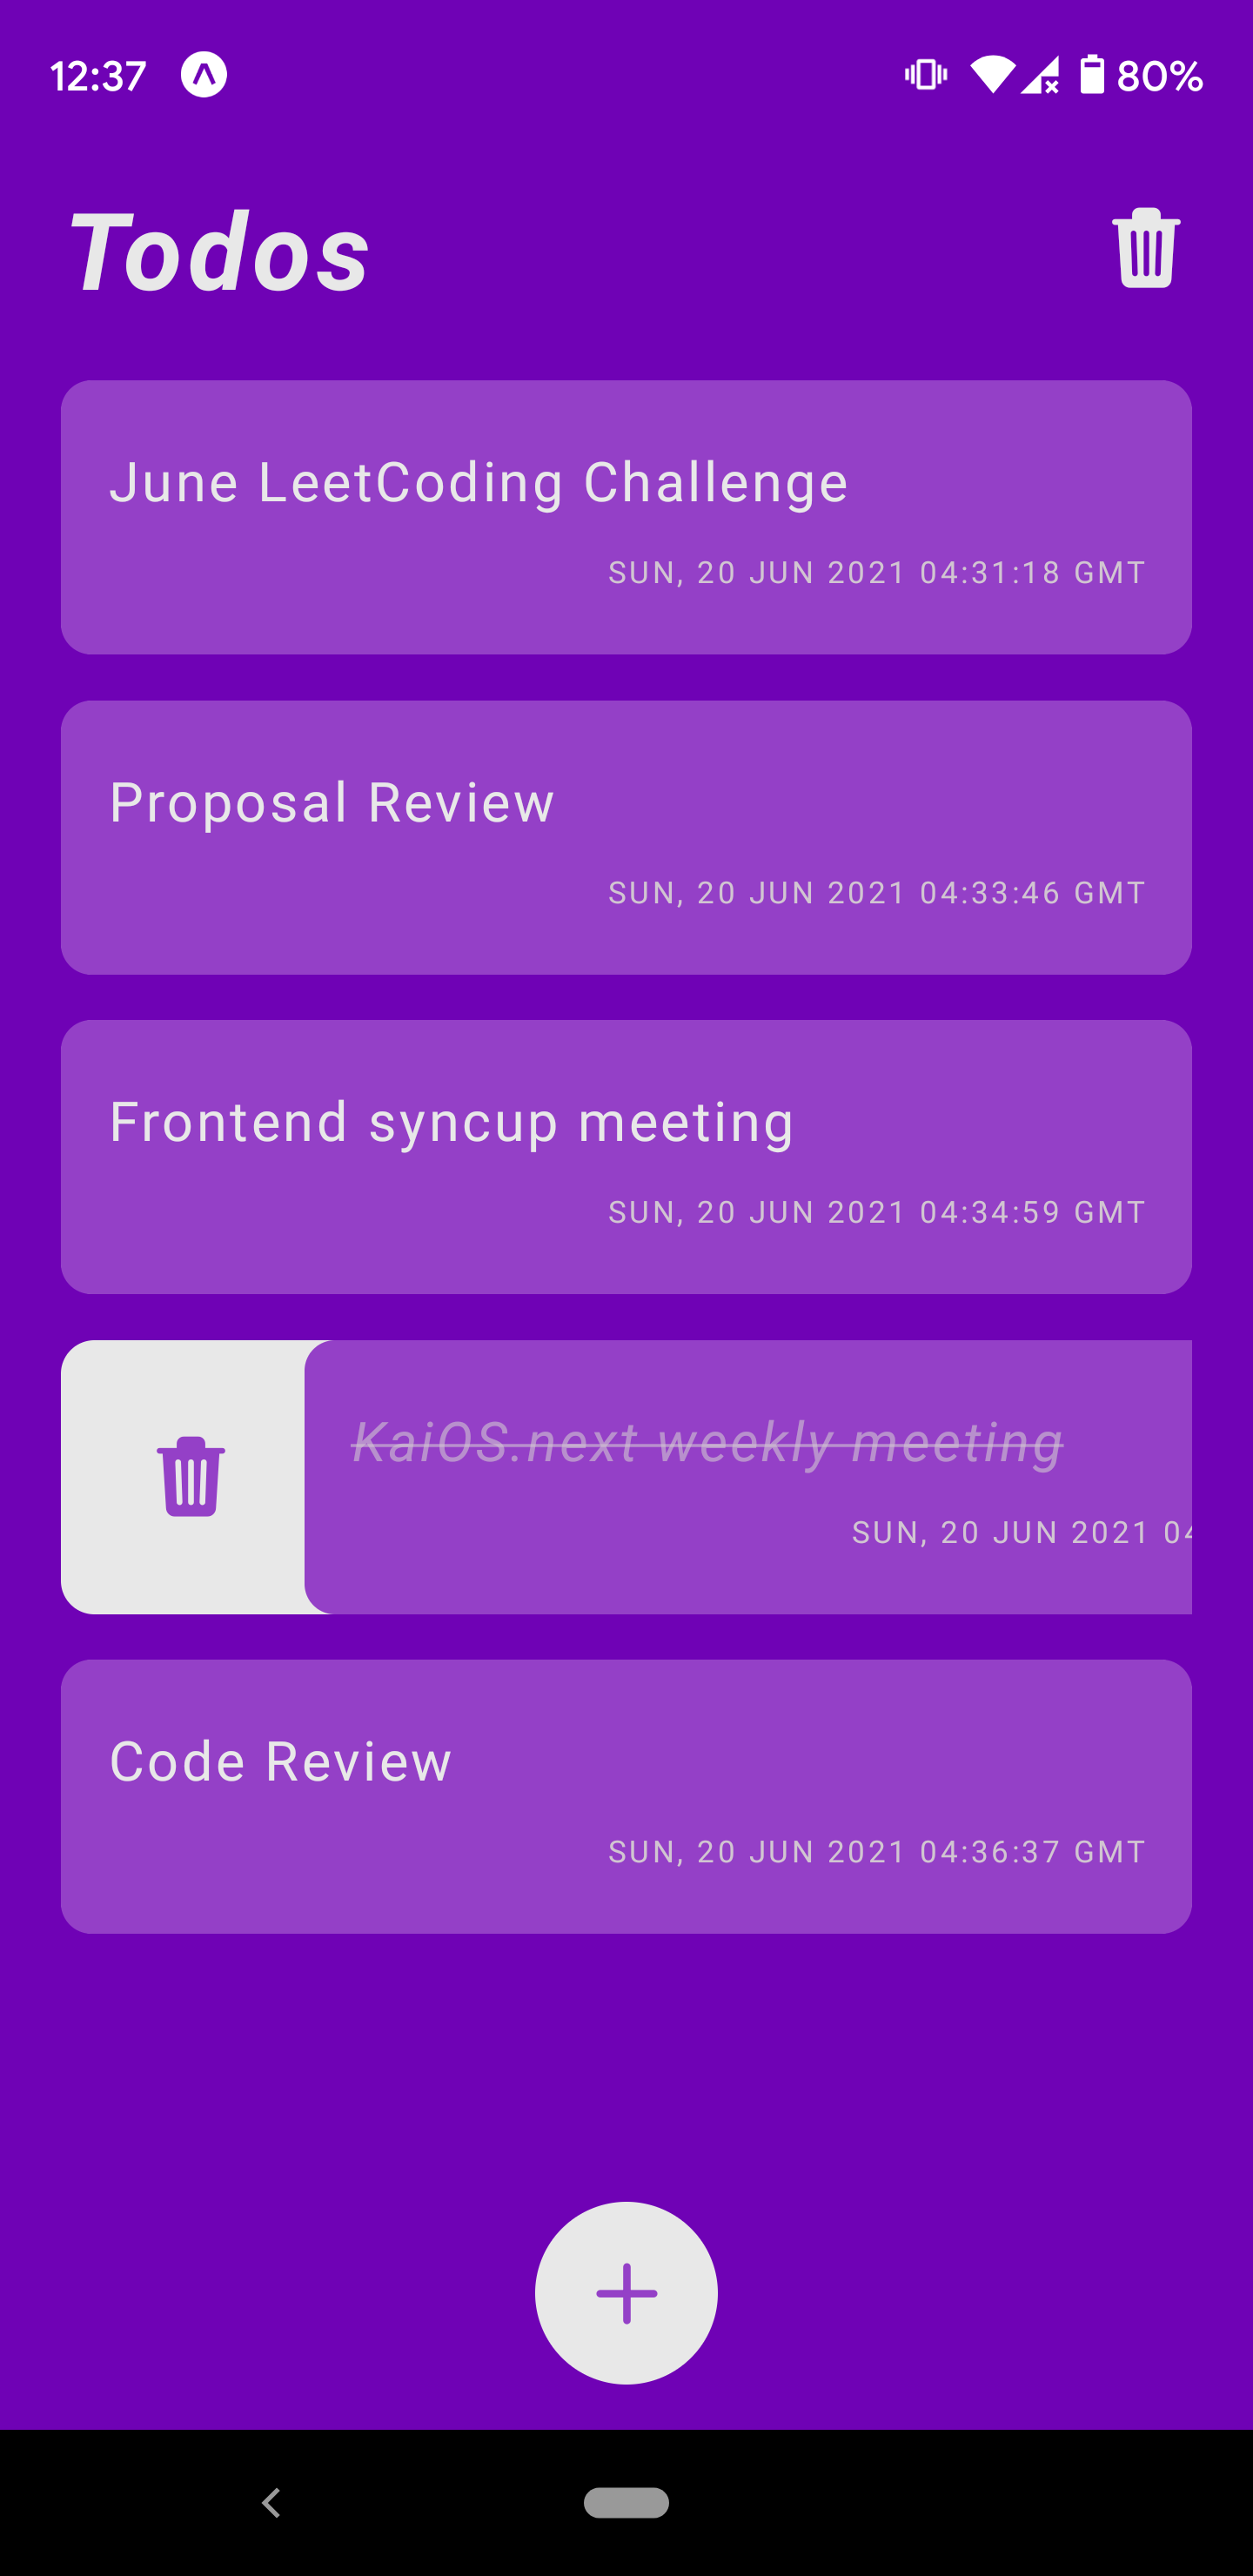 12:37 80%
Todos
June LeetCoding Challenge
SUN, 20 JUN 2021 04:31:18 GMT
Proposal Review
SUN, 20 JUN 2021 04:33:46 GMT
Frontend syncup meeting
SUN, 20 JUN 2021 04:34:59 GMT
KaiOS.next weekly meeting
SUN, 20 JUN 2021 04
Code Review
SUN, 20 JUN 2021 04:36:37 GMT